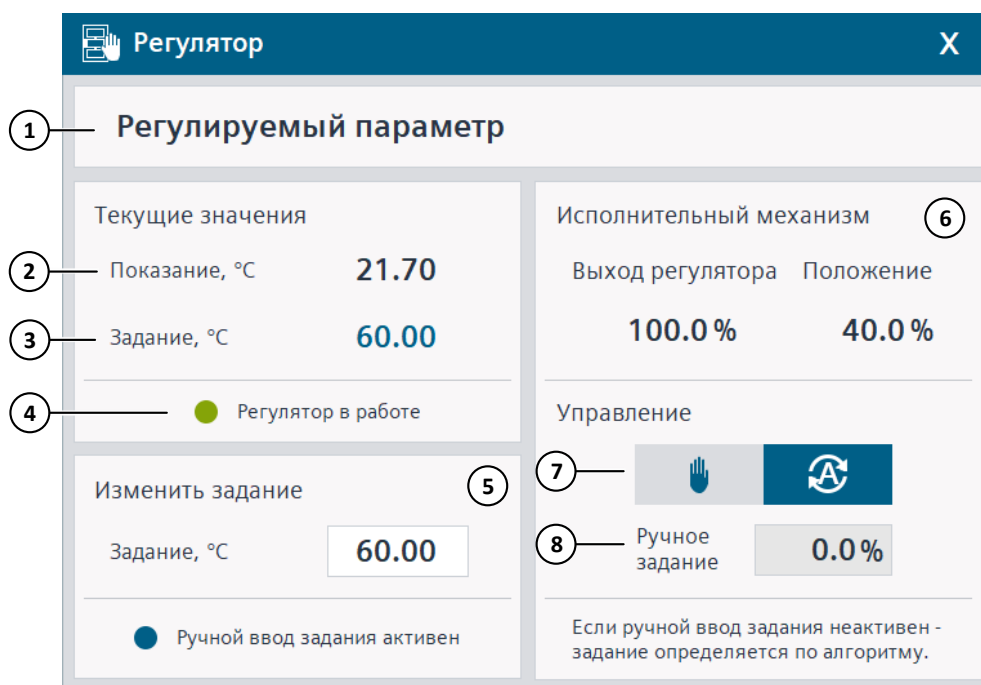 Регулятор X
1 Регулируемый параметр
Текущие значения
2 Показание, °C 21.70
3 Задание, °C 60.00
4 Регулятор в работе
Изменить задание 5
Задание, °C 60.00
Ручной ввод задания активен
Исполнительный механизм 6
Выход регулятора Положение
100.0 % 40.0 %
Управление
7 A
8 Ручное
задание 0.0 %
Если ручной ввод задания неактивен -
задание определяется по алгоритму.